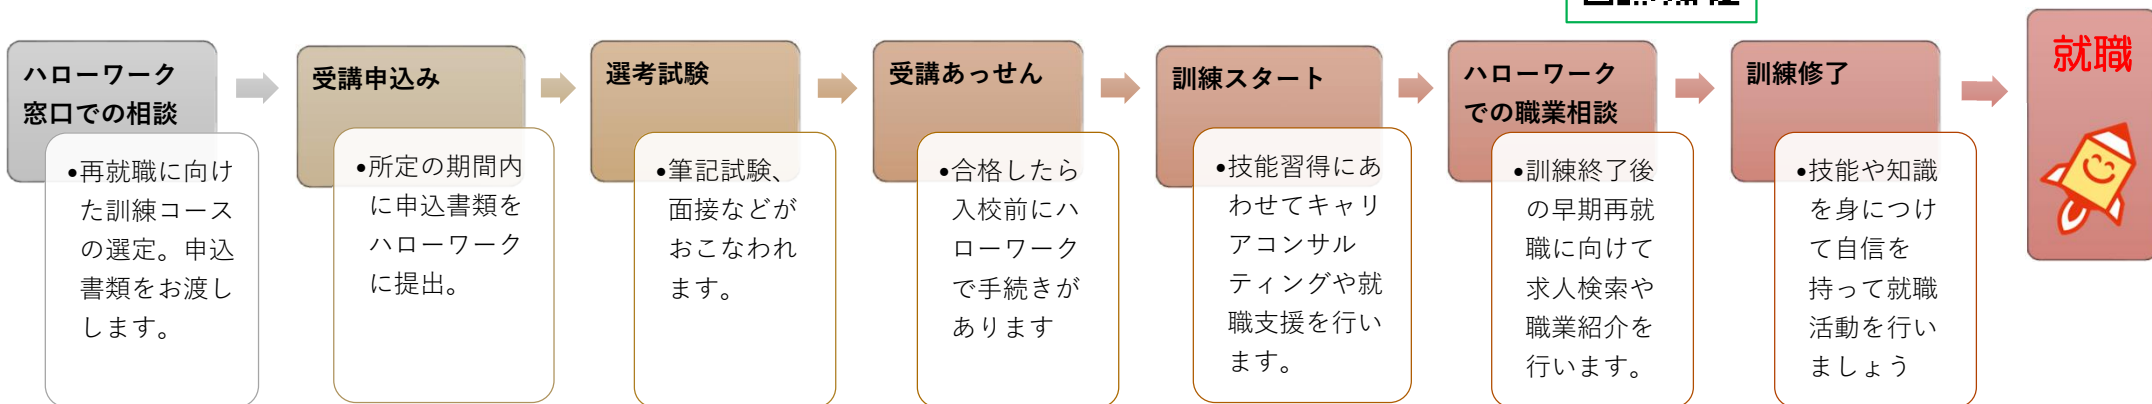 ハローワーク
窓口での相談
•再就職に向け
た訓練コース
の選定。申込
書類をお渡し
します。
受講申込み
•所定の期間内
に申込書類を
ハローワーク
に提出。
選考試験
•筆記試験、
面接などが
おこなわれ
ます。
受講あっせん
•合格したら
入校前にハ
ローワーク
で手続きが
あります
訓練スタート
•技能習得にあ
わせてキャリ
アコンサル
ティングや就
職支援を行い
ます。
ハローワーク
での職業相談
•訓練終了後
の早期再就
職に向けて
求人検索や
職業紹介を
行います。
訓練修了
•技能や知識
を身につけ
て自信を
持って就職
活動を行い
ましょう
就職